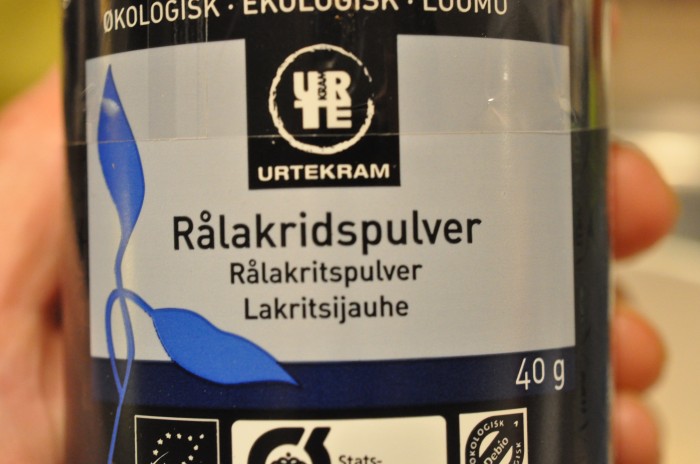 ØKOLOGISK · EKOLOGISK · LUOMU
URTE
KRAM
URTEKRAM
Rålakridspulver
Rålakritspulver
Lakritsijauhe
40 g
Stats-
ØKOLOGISK
Debio